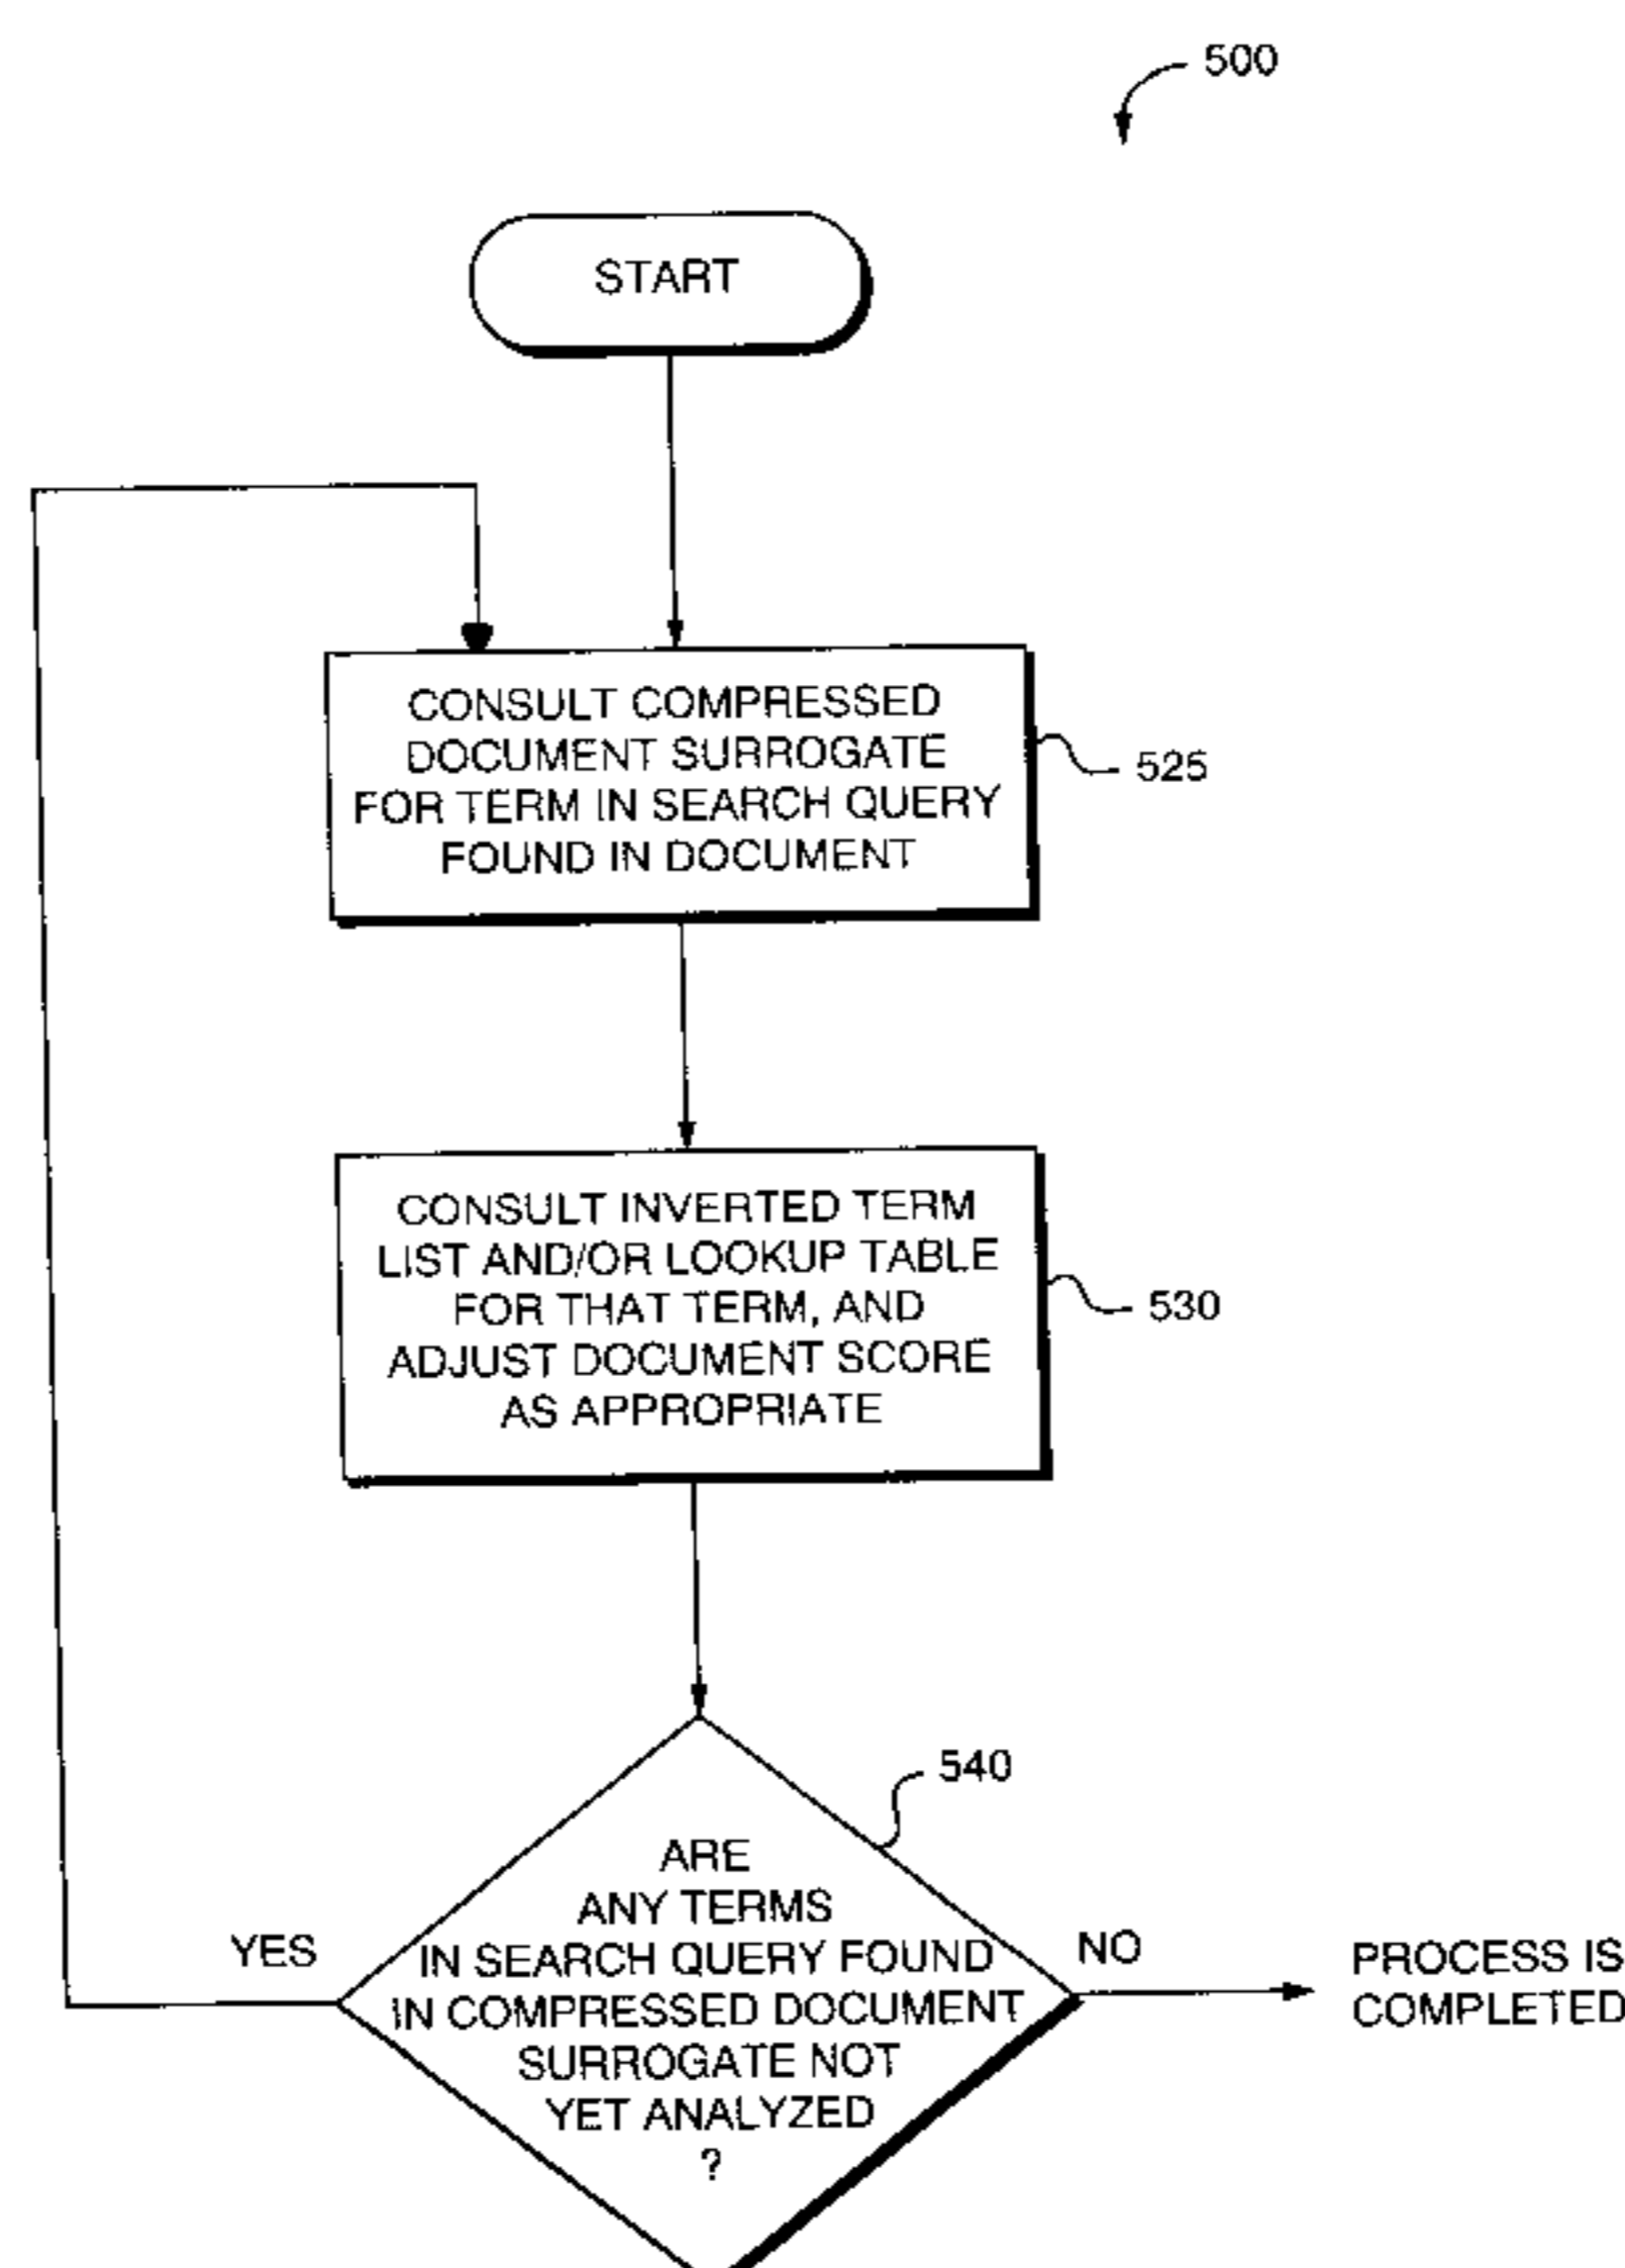 500
START
CONSULT COMPRESSED
DOCUMENT SURROGATE
FOR TERM IN SEARCH QUERY
FOUND IN DOCUMENT
525
CONSULT INVERTED TERM
LIST AND/OR LOOKUP TABLE
FOR THAT TERM, AND
ADJUST DOCUMENT SCORE
AS APPROPRIATE
530
540
ARE
ANY TERMS
IN SEARCH QUERY FOUND
IN COMPRESSED DOCUMENT
SURROGATE NOT
YET ANALYZED
?
YES
NO
PROCESS IS
COMPLETED